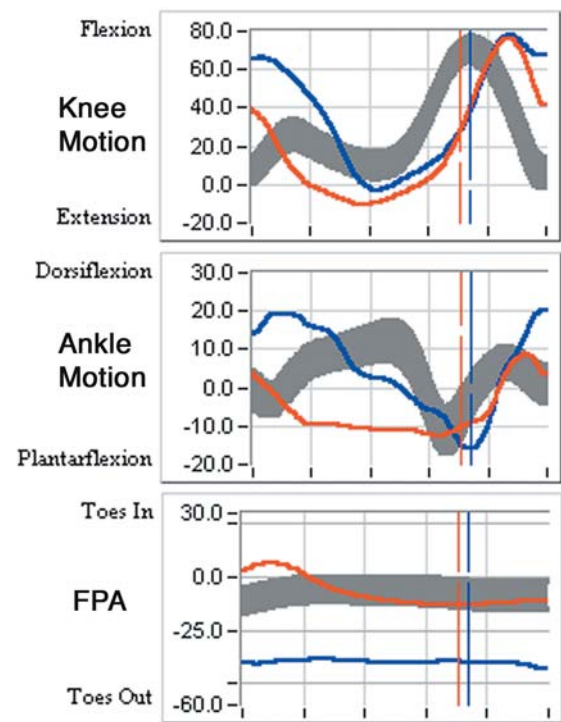 Flexion
80.0
60.0
Knee
Motion
40.0
20.0
0.0
Extension
-20.0
Dorsiflexion
30.0
20.0
Ankle
Motion
10.0
0.0
-10.0
Plantarflexion
-20.0
Toes In
30.0
0.0
FPA
-25.0
Toes Out
-60.0